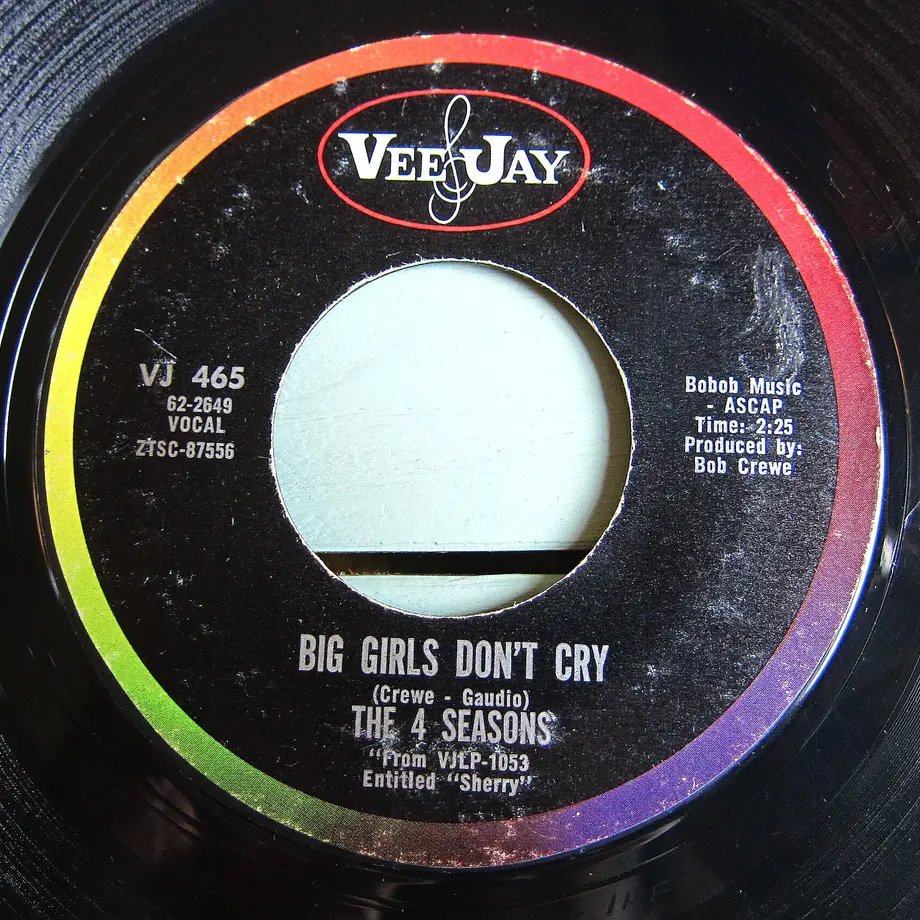 VEE JAY
VJ 465
62-2649
VOCAL
ZTSC-87556
Bobob Music
- ASCAP
Time: 2:25
Produced by:
Bob Crewe
BIG GIRLS DON'T CRY
(Crewe - Gaudio)
THE 4 SEASONS
"From VJLP-1053
Entitled "Sherry"